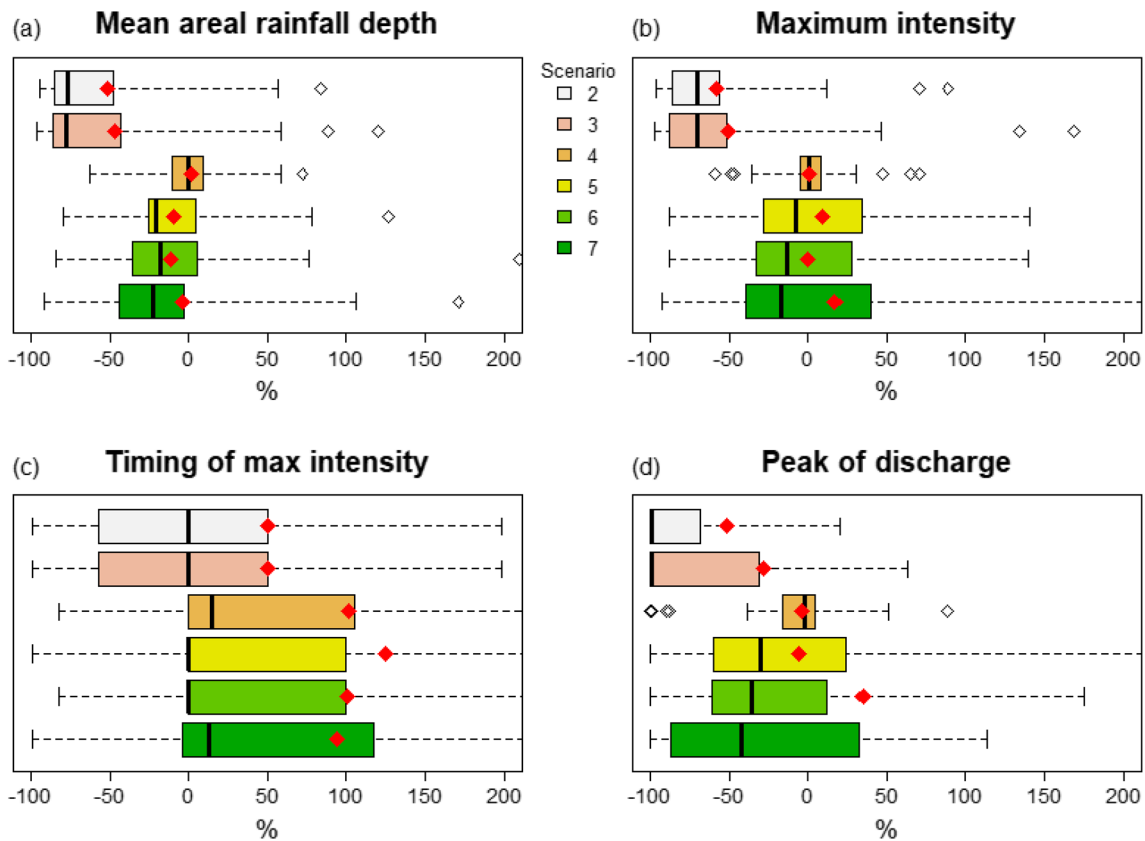 (a) Mean areal rainfall depth
(b) Maximum intensity
Scenario
2
3
4
5
6
7
-100 -50 0 50 100 150 200
%
-100 -50 0 50 100 150 200
%
(c) Timing of max intensity
(d) Peak of discharge
-100 -50 0 50 100 150 200
%
-100 -50 0 50 100 150 200
%